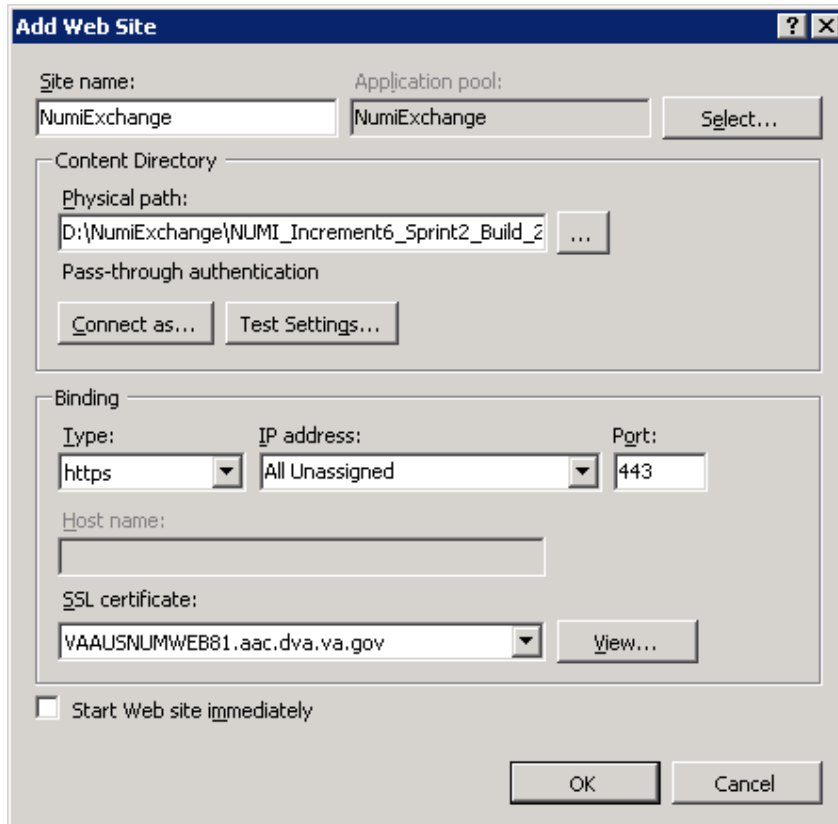 Add Web Site
Site name: Application pool:
NumiExchange NumiExchange Select...
Content Directory
Physical path:
D:\NumiExchange\NUMI_Increment6_Sprint2_Build_2 ...
Pass-through authentication
Connect as... Test Settings...
Binding
Type: IP address: Port:
https All Unassigned 443
Host name:
SSL certificate:
VAAUSNUMWEB81.aac.dva.va.gov View...
Start Web site immediately
OK Cancel